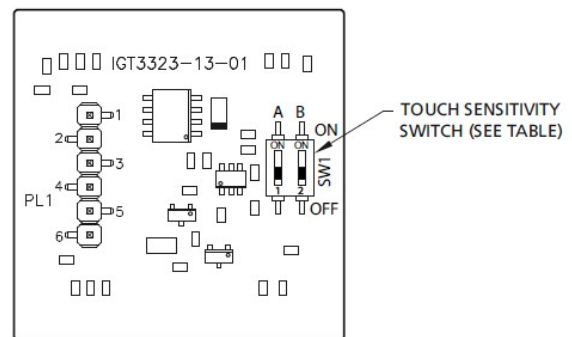 IGT3323-13-01
A B
ON
ON ON
SW1
1 2
OFF
TOUCH SENSITIVITY
SWITCH (SEE TABLE)
PL1
1
2
3
4
5
6